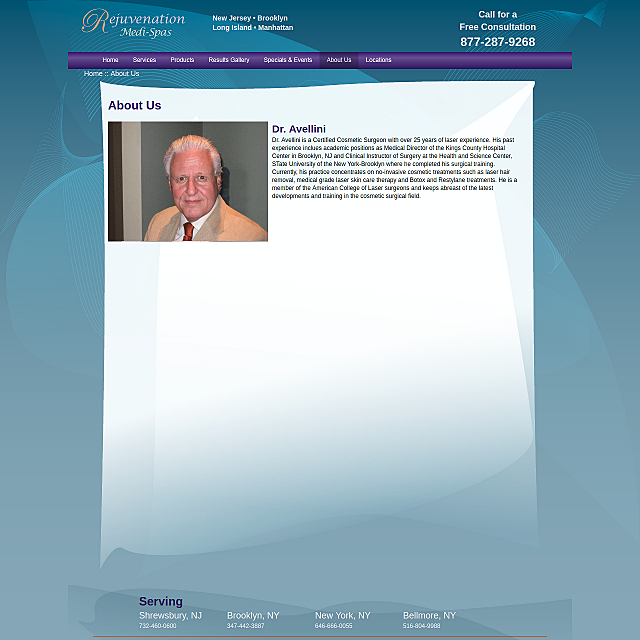 Rejuvenation
Medi-Spas
New Jersey • Brooklyn
Long Island • Manhattan
Call for a
Free Consultation
877-287-9268
Home Services Products Results Gallery Specials & Events About Us Locations
Home :: About Us
About Us
Dr. Avellini
Dr. Avellini is a Certified Cosmetic Surgeon with over 25 years of laser experience. His past
experience inclues academic positions as Medical Director of the Kings County Hospital
Center in Brooklyn, NJ and Clinical Instructor of Surgery at the Health and Science Center,
STate University of the New York-Brooklyn where he completed his surgical training.
Currently, his practice concentrates on no-invasive cosmetic treatments such as laser hair
removal, medical grade laser skin care therapy and Botox and Restylane treatments. He is a
member of the American College of Laser surgeons and keeps abreast of the latest
developments and training in the cosmetic surgical field.
Serving
Shrewsbury, NJ Brooklyn, NY New York, NY Bellmore, NY
732-460-0600 347-442-3887 646-666-0055 516-804-9988